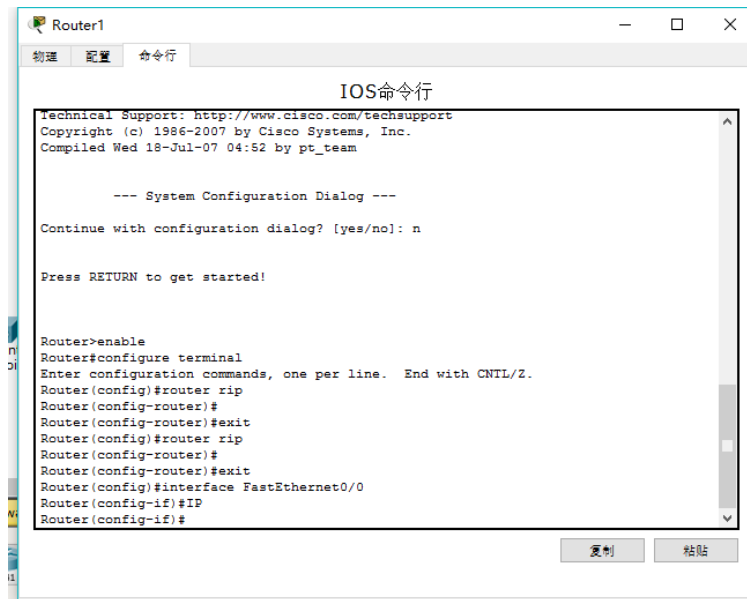 Router1
物理 配置 命令行
IOS命令行
Technical Support: http://www.cisco.com/techsupport
Copyright (c) 1986-2007 by Cisco Systems, Inc.
Compiled Wed 18-Jul-07 04:52 by pt_team
--- System Configuration Dialog ---
Continue with configuration dialog? [yes/no]: n
Press RETURN to get started!
Router>enable
Router#configure terminal
Enter configuration commands, one per line.  End with CNTL/Z.
Router(config)#router rip
Router(config-router)#
Router(config-router)#exit
Router(config)#router rip
Router(config-router)#
Router(config-router)#exit
Router(config)#interface FastEthernet0/0
Router(config-if)#IP
Router(config-if)#
复制 粘贴